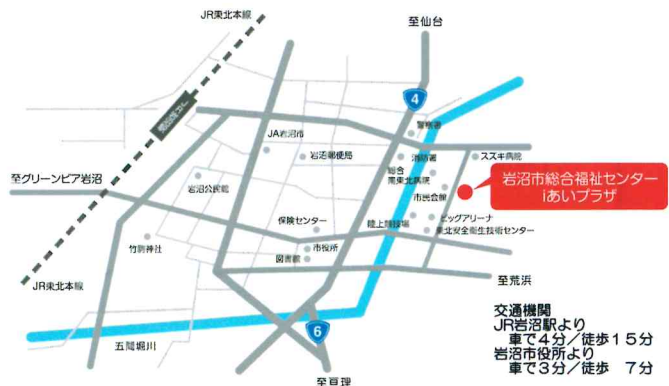 JR東北本線
至仙台
4
JR岩沼駅
警察署
JA岩沼市
岩沼郵便局
消防署
スズキ病院
総合
南東北病院
至グリーンピア岩沼
岩沼公民館
市民会館
岩沼市総合福祉センター
iあいプラザ
保険センター
陸上競技場
ビッグアリーナ
東北安全衛生技術センター
竹駒神社
市役所
図書館
至荒浜
JR東北本線
交通機関
JR岩沼駅より
車で4分/徒歩15分
岩沼市役所より
車で3分/徒歩 7分
6
五間堀川
至亘理